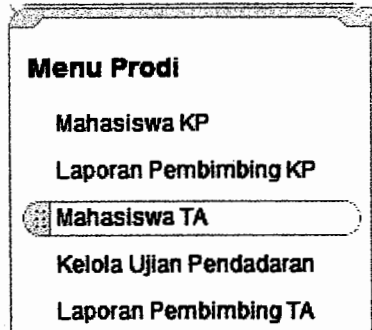 Menu Prodi
Mahasiswa KP
Laporan Pembimbing KP
Mahasiswa TA
Kelola Ujian Pendadaran
Laporan Pembimbing TA